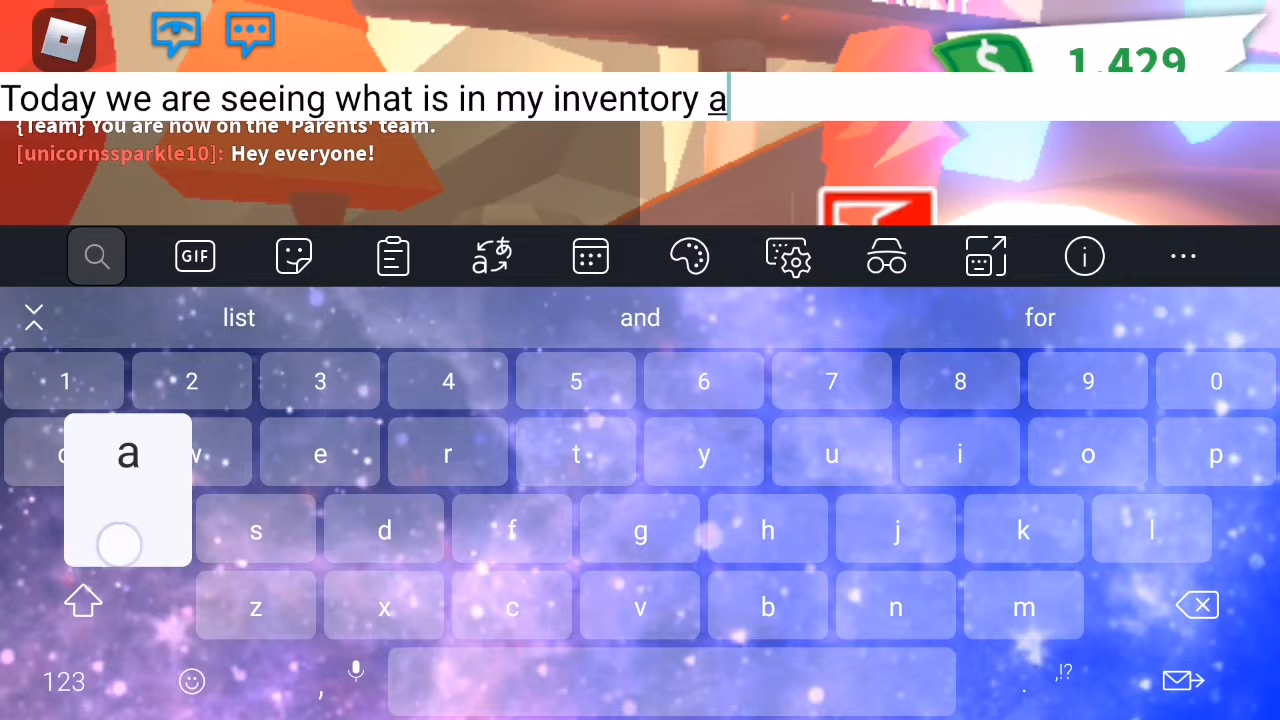 1,429
Today we are seeing what is in my inventory a
{Team} You are now on the 'Parents' team.
[unicornssparkle10]: Hey everyone!
GIF
list and for
1 2 3 4 5 6 7 8 9 0
a e r t y u i o p
s d f g h j k l
z x c v b n m
123 , . ,!?